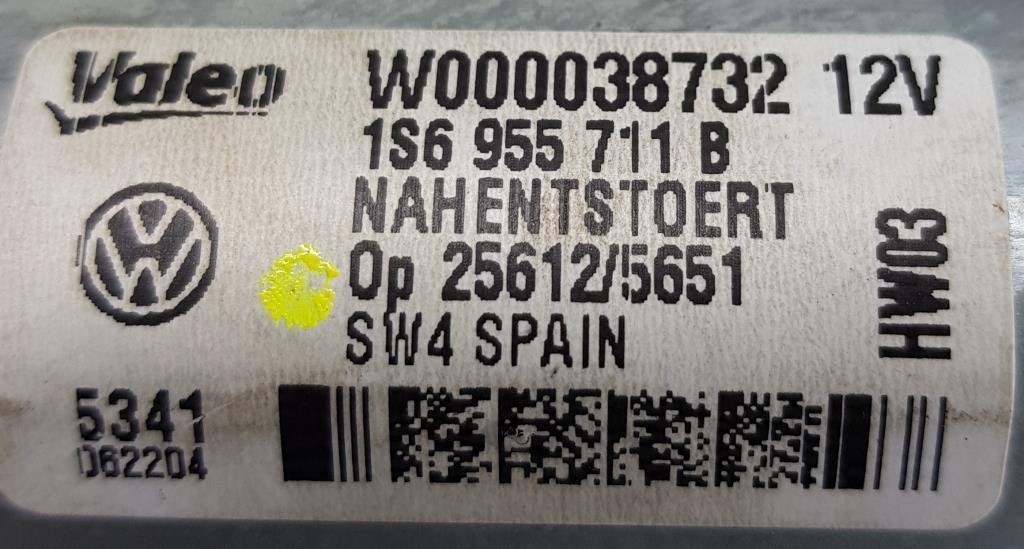 Valeo W000038732 12V
1S6 955 711 B
NAHENTSTOERT
Op 25612/5651
SW4 SPAIN
HW03
5341
062204